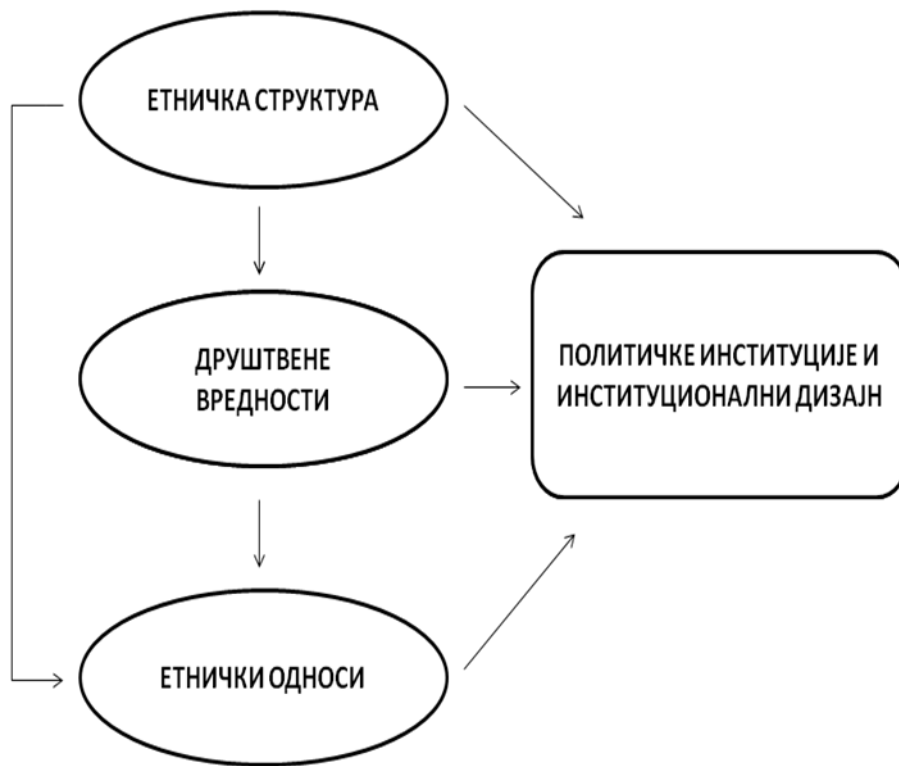 ЕТНИЧКА СТРУКТУРА
ДРУШТВЕНЕ
ВРЕДНОСТИ
ПОЛИТИЧКЕ ИНСТИТУЦИЈЕ И
ИНСТИТУЦИОНАЛНИ ДИЗАЈН
ЕТНИЧКИ ОДНОСИ